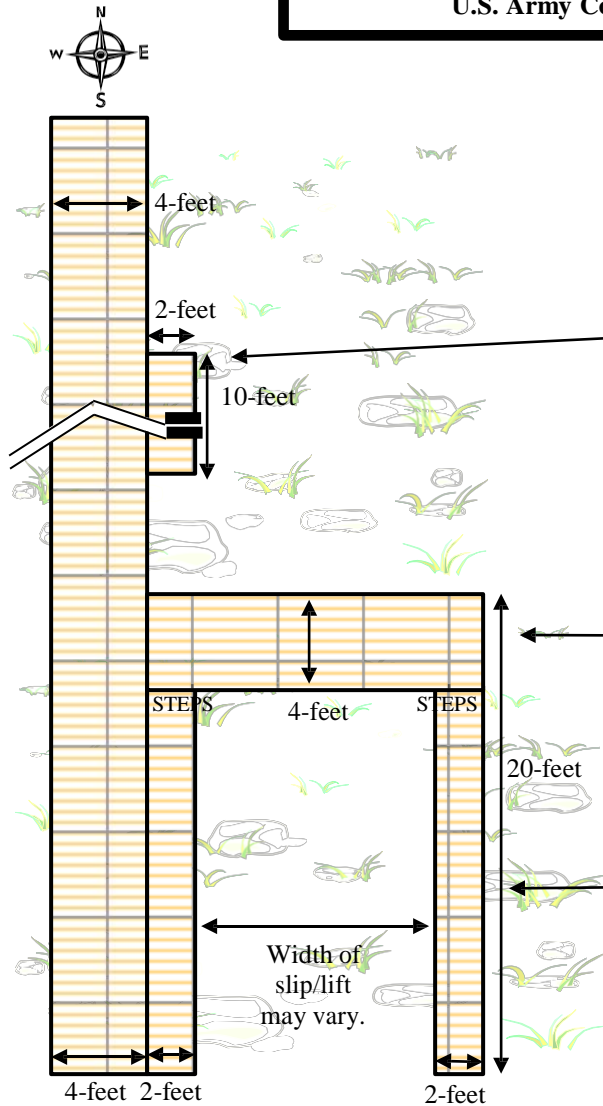 U.S. Army Co
N
W E
S
4-feet
2-feet
10-feet
STEPS STEPS
4-feet
20-feet
Width of
slip/lift
may vary.
4-feet 2-feet 2-feet